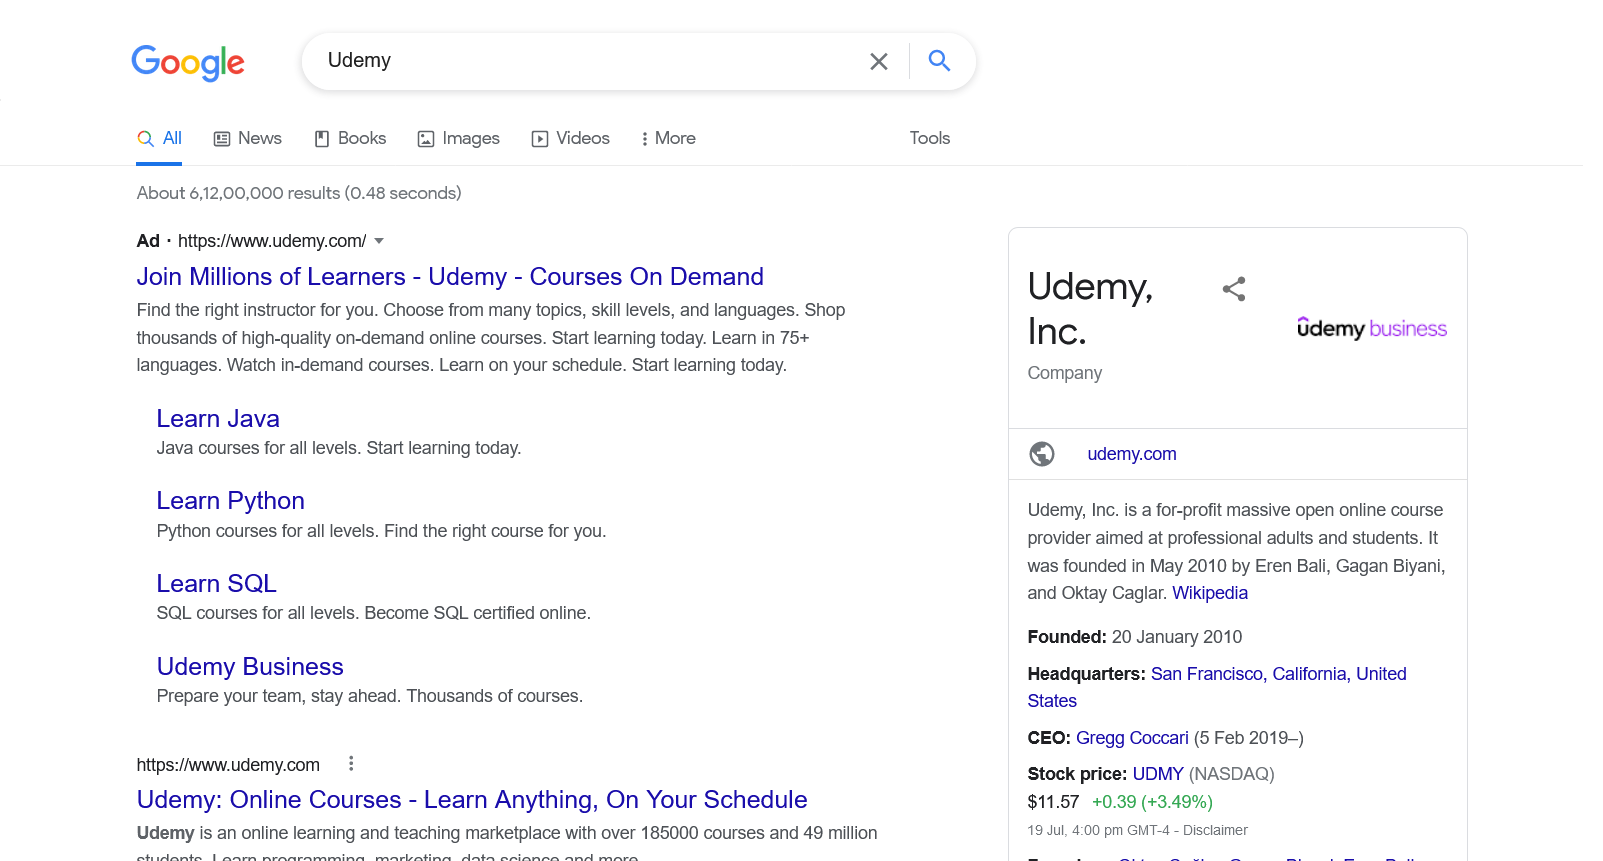 Google
Udemy
All
News
Books
Images
Videos
More
Tools
About 6,12,00,000 results (0.48 seconds)
Ad · https://www.udemy.com/
Join Millions of Learners - Udemy - Courses On Demand
Find the right instructor for you. Choose from many topics, skill levels, and languages. Shop
thousands of high-quality on-demand online courses. Start learning today. Learn in 75+
languages. Watch in-demand courses. Learn on your schedule. Start learning today.
Learn Java
Java courses for all levels. Start learning today.
Learn Python
Python courses for all levels. Find the right course for you.
Learn SQL
SQL courses for all levels. Become SQL certified online.
Udemy Business
Prepare your team, stay ahead. Thousands of courses.
https://www.udemy.com
Udemy: Online Courses - Learn Anything, On Your Schedule
Udemy is an online learning and teaching marketplace with over 185000 courses and 49 million
students. Learn programming, marketing, data science and more.
Udemy,
Inc.
Company
udemy business
udemy.com
Udemy, Inc. is a for-profit massive open online course
provider aimed at professional adults and students. It
was founded in May 2010 by Eren Bali, Gagan Biyani,
and Oktay Caglar. Wikipedia
Founded: 20 January 2010
Headquarters: San Francisco, California, United
States
CEO: Gregg Coccari (5 Feb 2019–)
Stock price: UDMY (NASDAQ)
$11.57 +0.39 (+3.49%)
19 Jul, 4:00 pm GMT-4 - Disclaimer